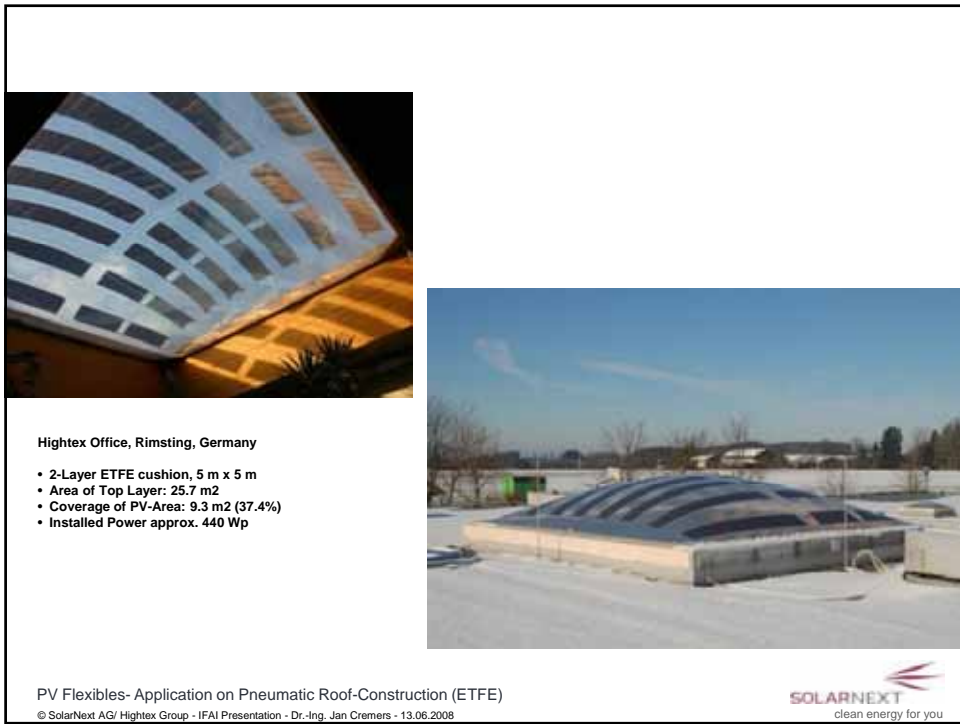 Hightex Office, Rimsting, Germany
• 2-Layer ETFE cushion, 5 m x 5 m
• Area of Top Layer: 25.7 m2
• Coverage of PV-Area: 9.3 m2 (37.4%)
• Installed Power approx. 440 Wp
PV Flexibles- Application on Pneumatic Roof-Construction (ETFE)
© SolarNext AG/ Hightex Group - IFAI Presentation - Dr.-Ing. Jan Cremers - 13.06.2008
SOLARNEXT
clean energy for you